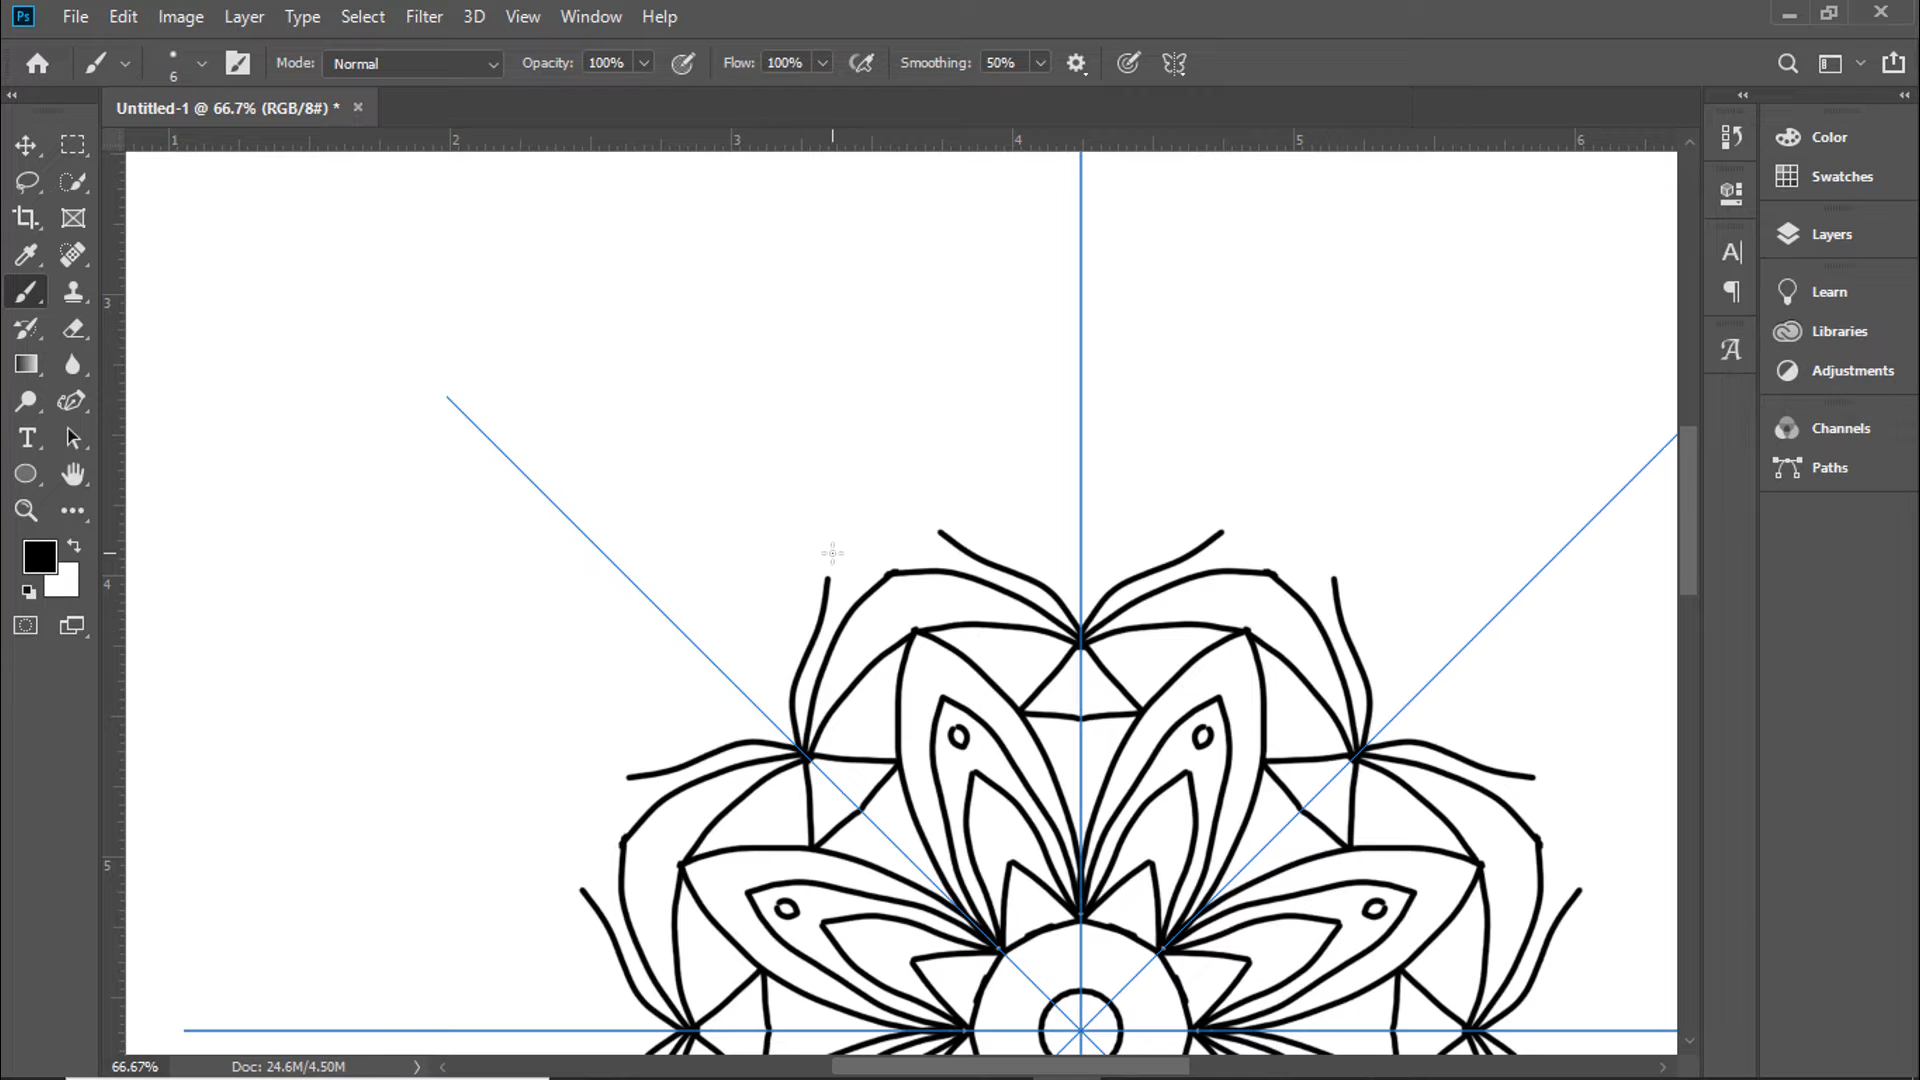 Ps File Edit Image Layer Type Select Filter 3D View Window Help
6 Mode: Normal Opacity: 100% Flow: 100% Smoothing: 50%
Untitled-1 @ 66.7% (RGB/8#) *
1 2 3 4 5 6
3
4
5
Color
Swatches
Layers
Learn
Libraries
Adjustments
Channels
Paths
66.67% Doc: 24.6M/4.50M